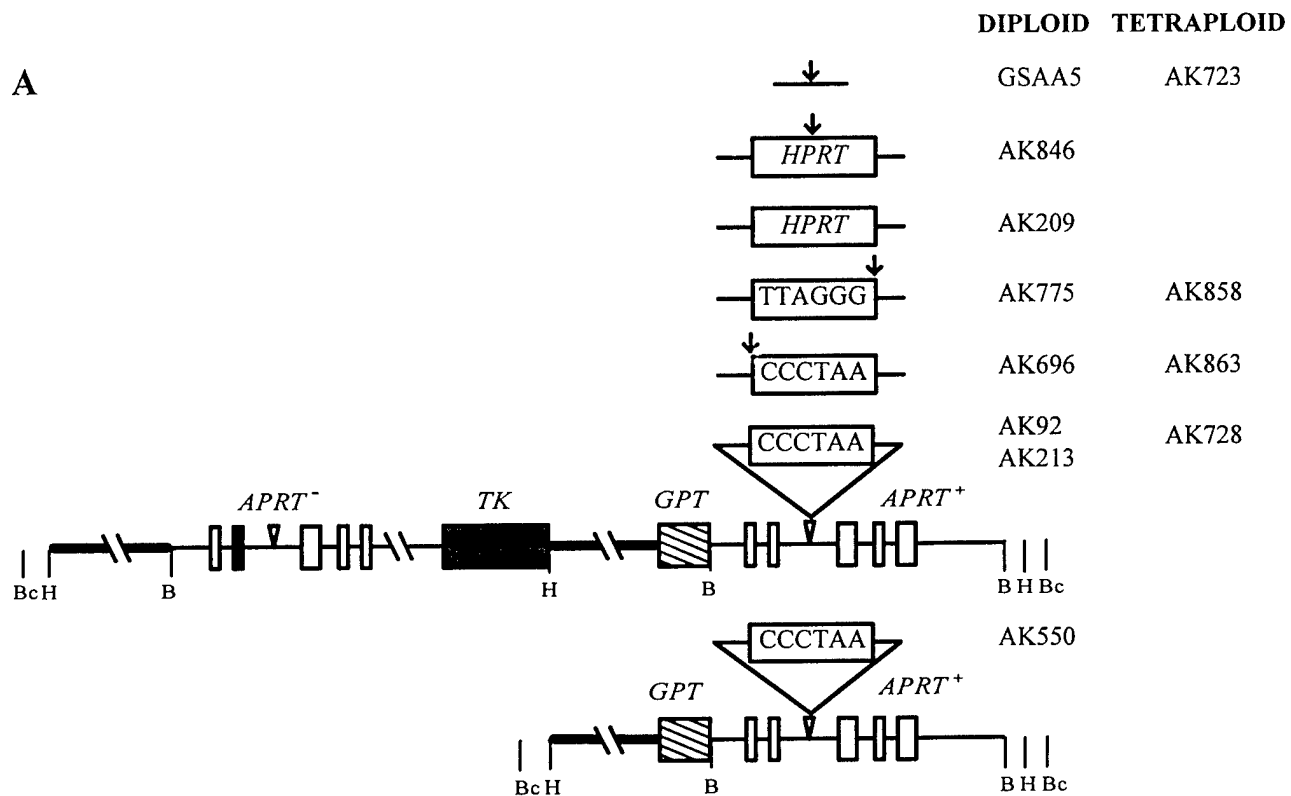 DIPLOID TETRAPLOID
A
GSAA5 AK723
HPRT AK846
HPRT AK209
TTAGGG AK775 AK858
CCCTAA AK696 AK863
CCCTAA AK92 AK728
AK213
APRT⁻ TK GPT APRT⁺
Bc H B H B B H Bc
CCCTAA AK550
GPT APRT⁺
Bc H B B H Bc